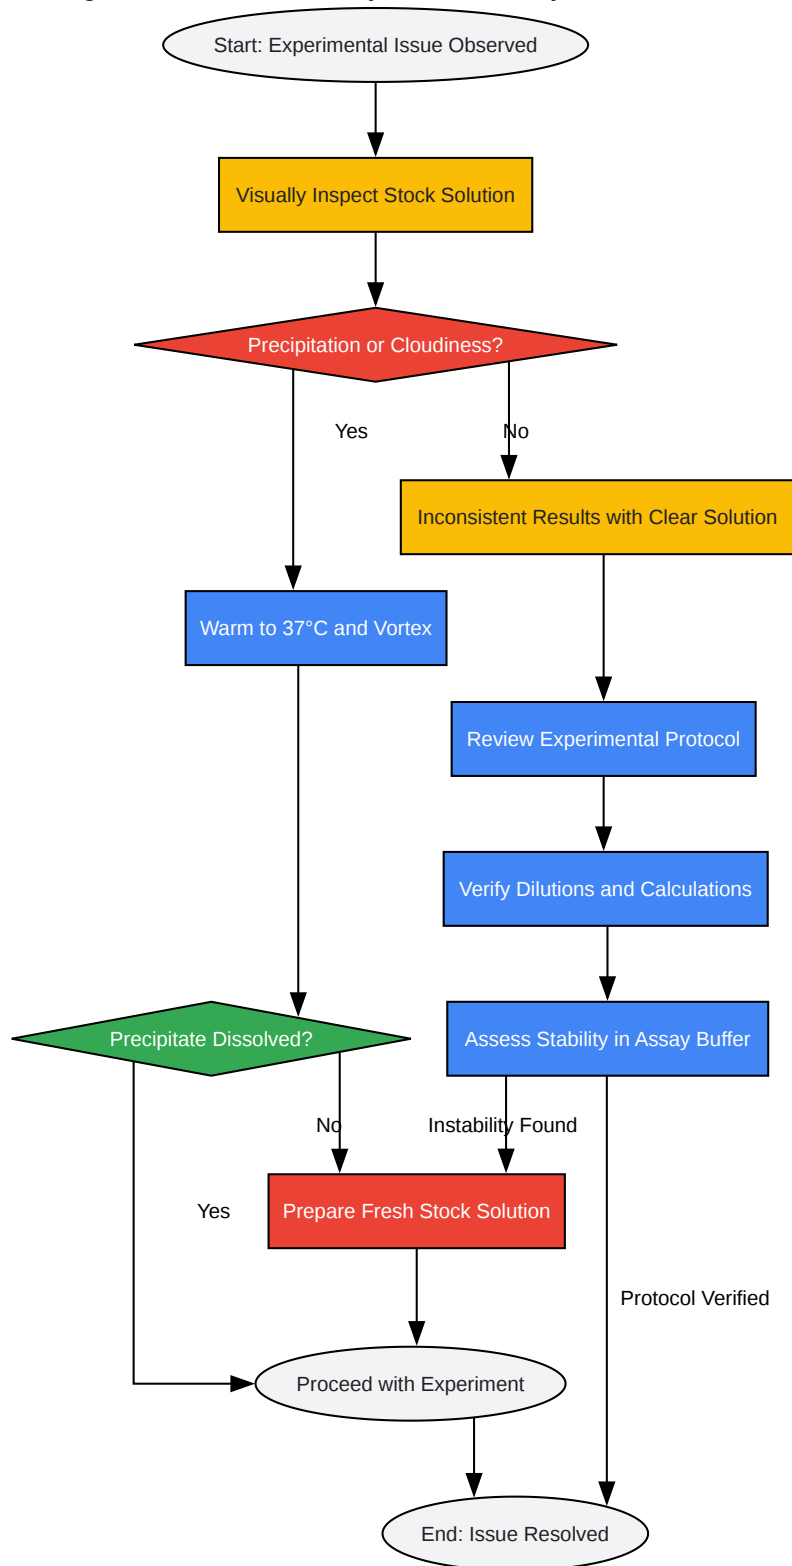 Start: Experimental Issue Observed
Visually Inspect Stock Solution
Precipitation or Cloudiness?
Yes
No
Inconsistent Results with Clear Solution
Warm to 37°C and Vortex
Review Experimental Protocol
Verify Dilutions and Calculations
Precipitate Dissolved?
Assess Stability in Assay Buffer
No
Instability Found
Yes
Prepare Fresh Stock Solution
Protocol Verified
Proceed with Experiment
End: Issue Resolved